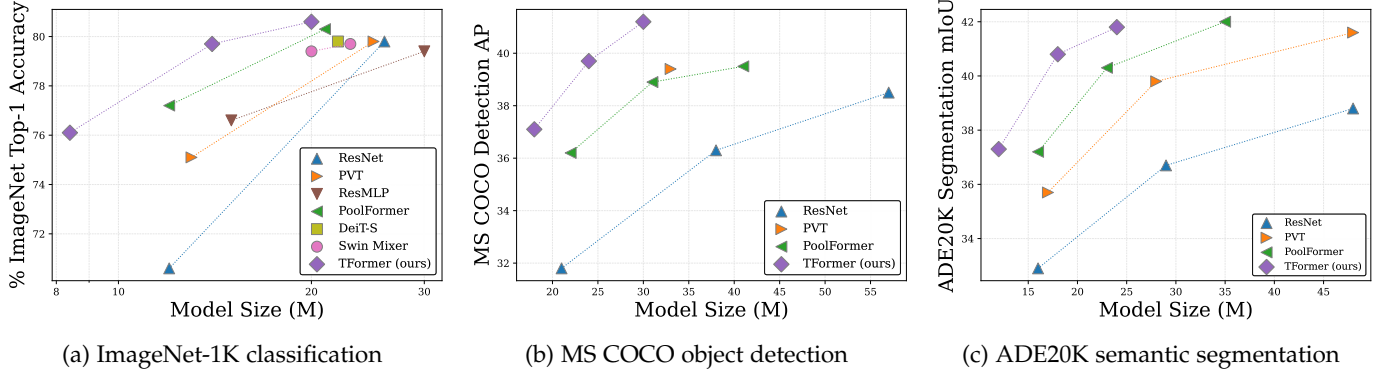 % ImageNet Top-1 Accuracy
80
78
76
74
72
8
10
20
30
Model Size (M)
ResNet
PVT
ResMLP
PoolFormer
DeiT-S
Swin Mixer
TFormer (ours)
(a) ImageNet-1K classification
MS COCO Detection AP
40
38
36
34
32
20
25
30
35
40
45
50
55
Model Size (M)
ResNet
PVT
PoolFormer
TFormer (ours)
(b) MS COCO object detection
ADE20K Segmentation mIoU
42
40
38
36
34
15
20
25
30
35
40
45
Model Size (M)
ResNet
PVT
PoolFormer
TFormer (ours)
(c) ADE20K semantic segmentation